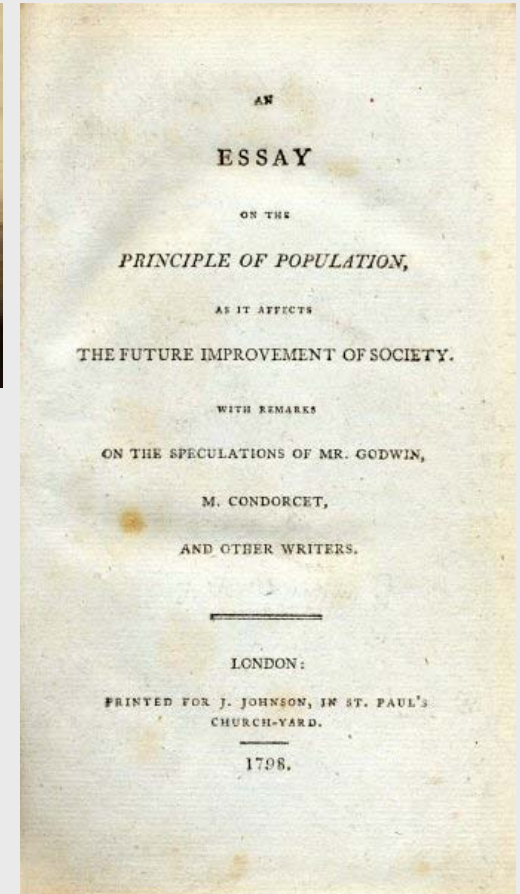 AN
ESSAY
ON THE
PRINCIPLE OF POPULATION,
AS IT AFFECTS
THE FUTURE IMPROVEMENT OF SOCIETY.
WITH REMARKS
ON THE SPECULATIONS OF MR. GODWIN,
M. CONDORCET,
AND OTHER WRITERS.
LONDON:
PRINTED FOR J. JOHNSON, IN ST. PAUL'S
CHURCH-YARD.
1798.